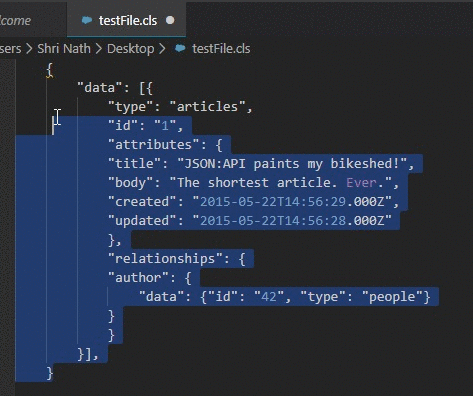 elcome
testFile.cls
sers > Shri Nath > Desktop > testFile.cls
{
"data": [{
"type": "articles",
"id": "1",
"attributes": {
"title": "JSON:API paints my bikeshed!",
"body": "The shortest article. Ever.",
"created": "2015-05-22T14:56:29.000Z",
"updated": "2015-05-22T14:56:28.000Z"
},
"relationships": {
"author": {
"data": {"id": "42", "type": "people"}
}
}
}],
}